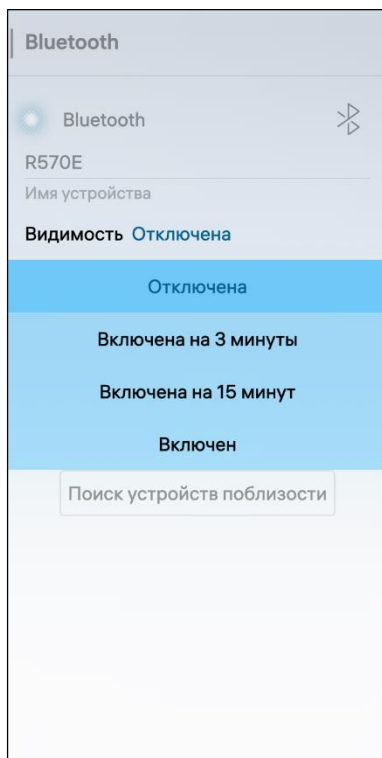 Bluetooth
Bluetooth
R570E
Имя устройства
Видимость Отключена
Отключена
Включена на 3 минуты
Включена на 15 минут
Включен
Поиск устройств поблизости